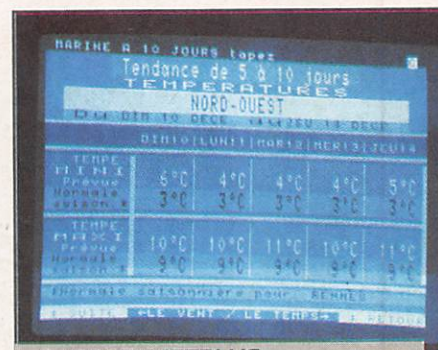 MARINE A 10 JOURS tapez
Tendance de 5 à 10 jours
TEMPERATURES
NORD-OUEST
Du DIM 10 DECE au JEU 14 DECE
DIM10 LUN11 MAR12 MER13 JEU14
TEMPE
MINI
Prévue 6°C 4°C 4°C 4°C 5°C
Normale
saison.* 3°C 3°C 3°C 3°C 3°C
TEMPE
MAXI
Prévue 10°C 10°C 11°C 10°C 11°C
Normale
saison.* 9°C 9°C 9°C 9°C 9°C
*Normale saisonnière pour RENNES
SUITE ←LE VENT / LE TEMPS→ RETOUR